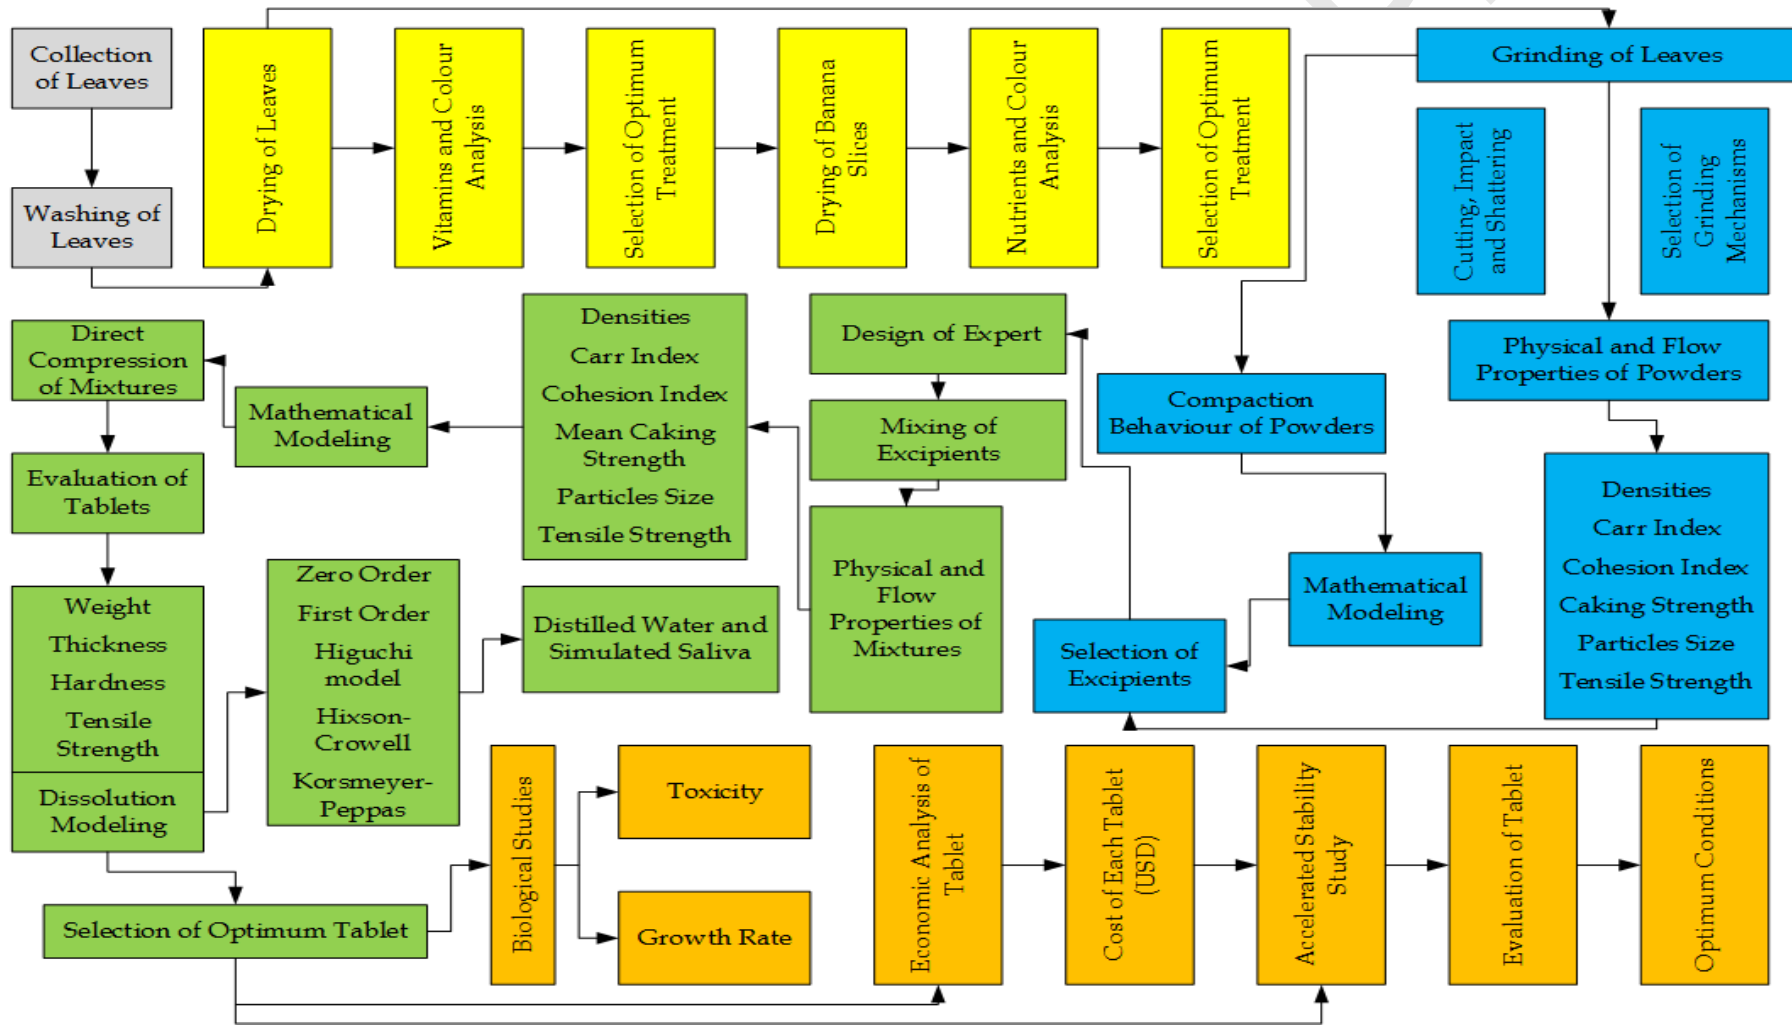 Collection
of Leaves
Washing of
Leaves
Drying of Leaves
Vitamins and Colour
Analysis
Selection of Optimum
Treatment
Drying of Banana
Slices
Nutrients and Colour
Analysis
Selection of Optimum
Treatment
Grinding of Leaves
Cutting, Impact
and Shattering
Selection of
Grinding
Mechanisms
Physical and Flow
Properties of Powders
Densities
Carr Index
Cohesion Index
Caking Strength
Particles Size
Tensile Strength
Compaction
Behaviour of Powders
Mathematical
Modeling
Selection of
Excipients
Design of Expert
Mixing of
Excipients
Physical and
Flow
Properties of
Mixtures
Densities
Carr Index
Cohesion Index
Mean Caking
Strength
Particles Size
Tensile Strength
Mathematical
Modeling
Direct
Compression
of Mixtures
Evaluation of
Tablets
Weight
Thickness
Hardness
Tensile
Strength
Dissolution
Modeling
Zero Order
First Order
Higuchi
model
Hixson-
Crowell
Korsmeyer-
Peppas
Distilled Water and
Simulated Saliva
Selection of Optimum Tablet
Biological Studies
Toxicity
Growth Rate
Economic Analysis of
Tablet
Cost of Each Tablet
(USD)
Accelerated Stability
Study
Evaluation of Tablet
Optimum Conditions